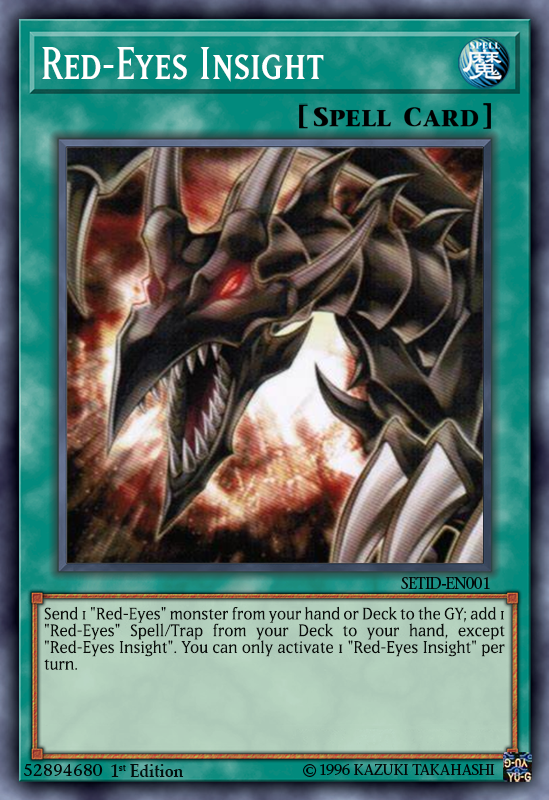 Red-Eyes Insight
SPELL
魔
[Spell Card]
SETID-EN001
Send 1 "Red-Eyes" monster from your hand or Deck to the GY; add 1
"Red-Eyes" Spell/Trap from your Deck to your hand, except
"Red-Eyes Insight". You can only activate 1 "Red-Eyes Insight" per
turn.
52894680 1st Edition
© 1996 KAZUKI TAKAHASHI
YU-G